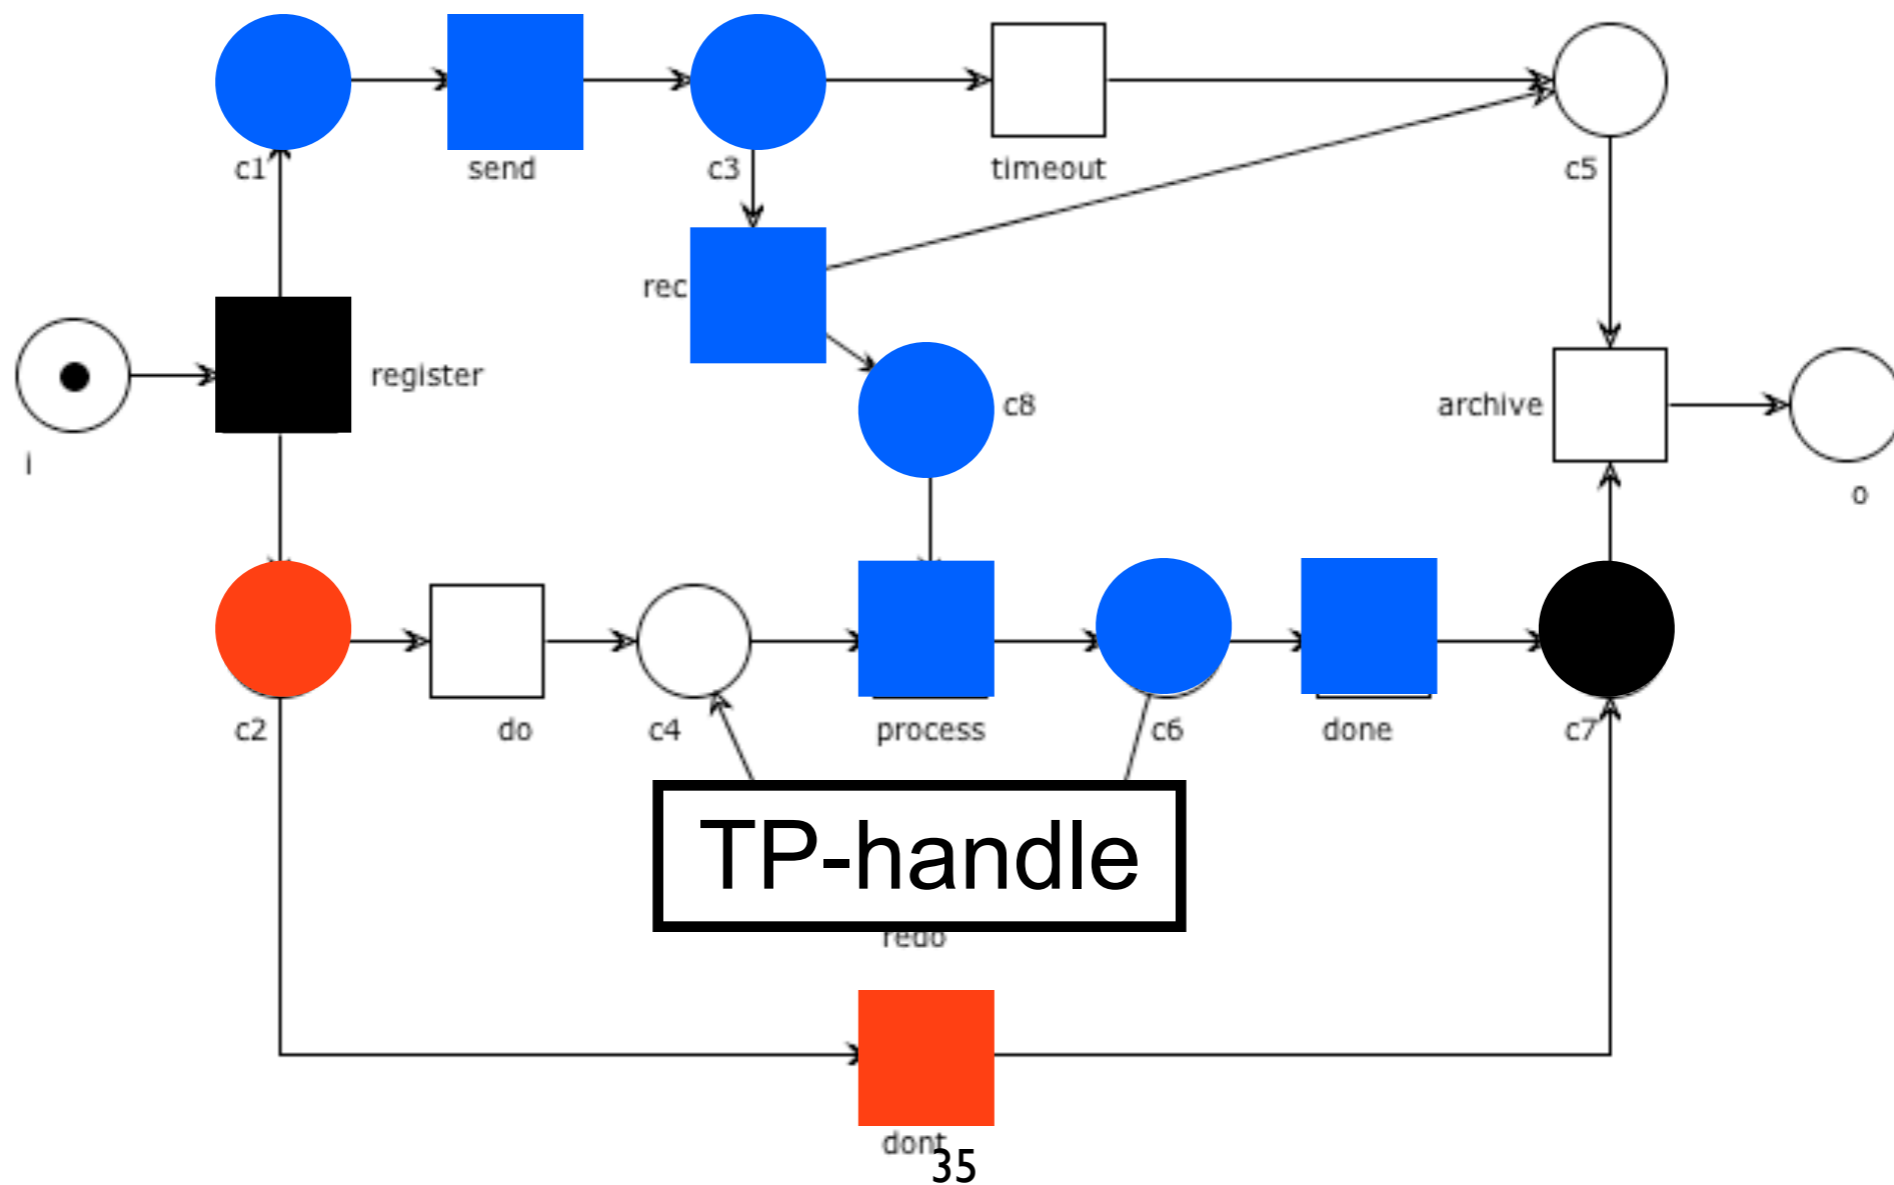 c1
send
c3
timeout
c5
rec
register
c8
archive
i
o
c2
do
c4
process
c6
done
c7
TP-handle
redo
dont
35